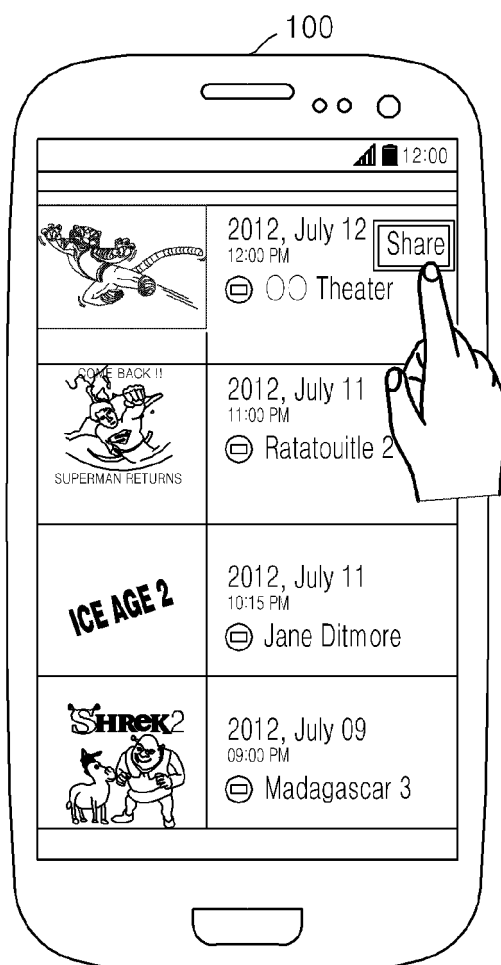 100
12:00
2012, July 12
Share
12:00 PM
○○ Theater
COME BACK !!
SUPERMAN RETURNS
2012, July 11
11:00 PM
Ratatouitle 2
ICE AGE 2
2012, July 11
10:15 PM
Jane Ditmore
SHREK 2
2012, July 09
09:00 PM
Madagascar 3